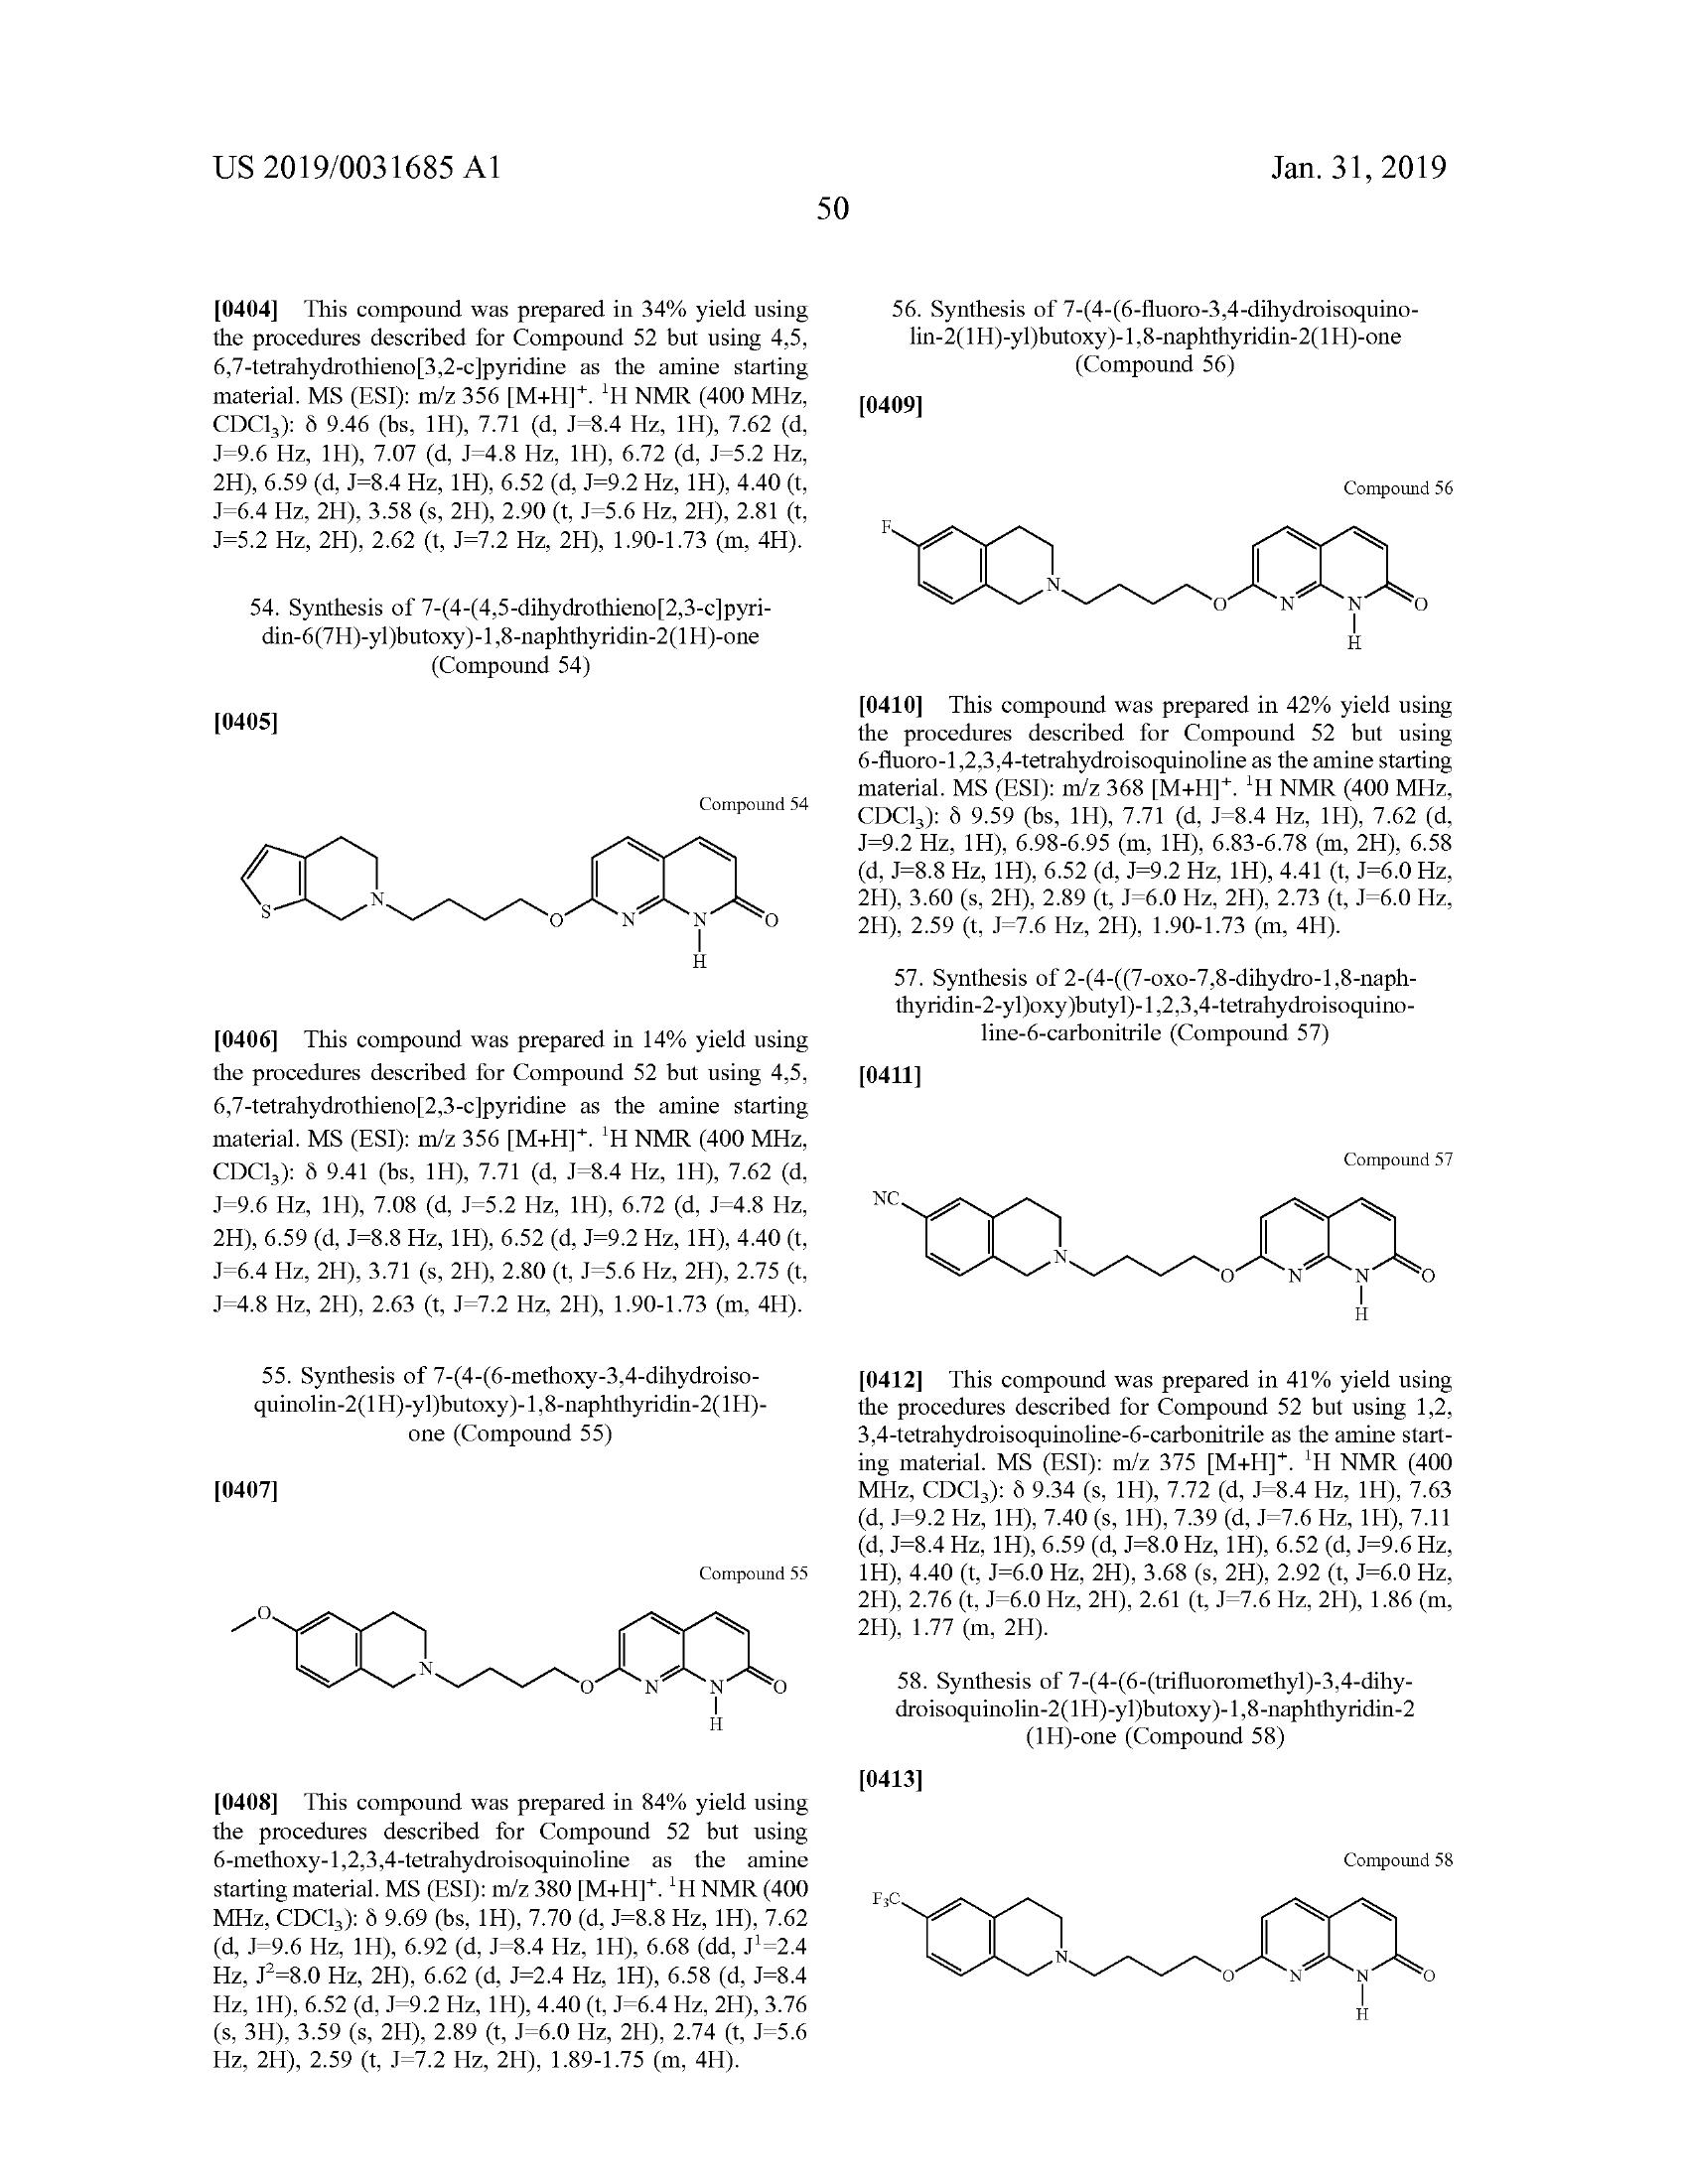 US 2019/0031685 A1
Jan. 31, 2019
50
[0404] This compound was prepared in 34% yield using
the procedures described for Compound 52 but using 4,5,
6,7-tetrahydrothieno[3,2-c]pyridine as the amine starting
material. MS (ESI): m/z 356 [M+H]⁺. ¹H NMR (400 MHz,
CDCl₃): δ 9.46 (bs, 1H), 7.71 (d, J=8.4 Hz, 1H), 7.62 (d,
J=9.6 Hz, 1H), 7.07 (d, J=4.8 Hz, 1H), 6.72 (d, J=5.2 Hz,
2H), 6.59 (d, J=8.4 Hz, 1H), 6.52 (d, J=9.2 Hz, 1H), 4.40 (t,
J=6.4 Hz, 2H), 3.58 (s, 2H), 2.90 (t, J=5.6 Hz, 2H), 2.81 (t,
J=5.2 Hz, 2H), 2.62 (t, J=7.2 Hz, 2H), 1.90-1.73 (m, 4H).
54. Synthesis of 7-(4-(4,5-dihydrothieno[2,3-c]pyri-
din-6(7H)-yl)butoxy)-1,8-naphthyridin-2(1H)-one
(Compound 54)
[0405]
Compound 54
S
N
O
N
N
O
H
[0406] This compound was prepared in 14% yield using
the procedures described for Compound 52 but using 4,5,
6,7-tetrahydrothieno[2,3-c]pyridine as the amine starting
material. MS (ESI): m/z 356 [M+H]⁺. ¹H NMR (400 MHz,
CDCl₃): δ 9.41 (bs, 1H), 7.71 (d, J=8.4 Hz, 1H), 7.62 (d,
J=9.6 Hz, 1H), 7.08 (d, J=5.2 Hz, 1H), 6.72 (d, J=4.8 Hz,
2H), 6.59 (d, J=8.8 Hz, 1H), 6.52 (d, J=9.2 Hz, 1H), 4.40 (t,
J=6.4 Hz, 2H), 3.71 (s, 2H), 2.80 (t, J=5.6 Hz, 2H), 2.75 (t,
J=4.8 Hz, 2H), 2.63 (t, J=7.2 Hz, 2H), 1.90-1.73 (m, 4H).
55. Synthesis of 7-(4-(6-methoxy-3,4-dihydroiso-
quinolin-2(1H)-yl)butoxy)-1,8-naphthyridin-2(1H)-
one (Compound 55)
[0407]
Compound 55
O
N
O
N
N
O
H
[0408] This compound was prepared in 84% yield using
the procedures described for Compound 52 but using
6-methoxy-1,2,3,4-tetrahydroisoquinoline as the amine
starting material. MS (ESI): m/z 380 [M+H]⁺. ¹H NMR (400
MHz, CDCl₃): δ 9.69 (bs, 1H), 7.70 (d, J=8.8 Hz, 1H), 7.62
(d, J=9.6 Hz, 1H), 6.92 (d, J=8.4 Hz, 1H), 6.68 (dd, J¹=2.4
Hz, J²=8.0 Hz, 2H), 6.62 (d, J=2.4 Hz, 1H), 6.58 (d, J=8.4
Hz, 1H), 6.52 (d, J=9.2 Hz, 1H), 4.40 (t, J=6.4 Hz, 2H), 3.76
(s, 3H), 3.59 (s, 2H), 2.89 (t, J=6.0 Hz, 2H), 2.74 (t, J=5.6
Hz, 2H), 2.59 (t, J=7.2 Hz, 2H), 1.89-1.75 (m, 4H).
56. Synthesis of 7-(4-(6-fluoro-3,4-dihydroisoquino-
lin-2(1H)-yl)butoxy)-1,8-naphthyridin-2(1H)-one
(Compound 56)
[0409]
Compound 56
F
N
O
N
N
O
H
[0410] This compound was prepared in 42% yield using
the procedures described for Compound 52 but using
6-fluoro-1,2,3,4-tetrahydroisoquinoline as the amine starting
material. MS (ESI): m/z 368 [M+H]⁺. ¹H NMR (400 MHz,
CDCl₃): δ 9.59 (bs, 1H), 7.71 (d, J=8.4 Hz, 1H), 7.62 (d,
J=9.2 Hz, 1H), 6.98-6.95 (m, 1H), 6.83-6.78 (m, 2H), 6.58
(d, J=8.8 Hz, 1H), 6.52 (d, J=9.2 Hz, 1H), 4.41 (t, J=6.0 Hz,
2H), 3.60 (s, 2H), 2.89 (t, J=6.0 Hz, 2H), 2.73 (t, J=6.0 Hz,
2H), 2.59 (t, J=7.6 Hz, 2H), 1.90-1.73 (m, 4H).
57. Synthesis of 2-(4-((7-oxo-7,8-dihydro-1,8-naph-
thyridin-2-yl)oxy)butyl)-1,2,3,4-tetrahydroisoquino-
line-6-carbonitrile (Compound 57)
[0411]
Compound 57
NC
N
O
N
N
O
H
[0412] This compound was prepared in 41% yield using
the procedures described for Compound 52 but using 1,2,
3,4-tetrahydroisoquinoline-6-carbonitrile as the amine start-
ing material. MS (ESI): m/z 375 [M+H]⁺. ¹H NMR (400
MHz, CDCl₃): δ 9.34 (s, 1H), 7.72 (d, J=8.4 Hz, 1H), 7.63
(d, J=9.2 Hz, 1H), 7.40 (s, 1H), 7.39 (d, J=7.6 Hz, 1H), 7.11
(d, J=8.4 Hz, 1H), 6.59 (d, J=8.0 Hz, 1H), 6.52 (d, J=9.6 Hz,
1H), 4.40 (t, J=6.0 Hz, 2H), 3.68 (s, 2H), 2.92 (t, J=6.0 Hz,
2H), 2.76 (t, J=6.0 Hz, 2H), 2.61 (t, J=7.6 Hz, 2H), 1.86 (m,
2H), 1.77 (m, 2H).
58. Synthesis of 7-(4-(6-(trifluoromethyl)-3,4-dihy-
droisoquinolin-2(1H)-yl)butoxy)-1,8-naphthyridin-2
(1H)-one (Compound 58)
[0413]
Compound 58
F₃C
N
O
N
N
O
H